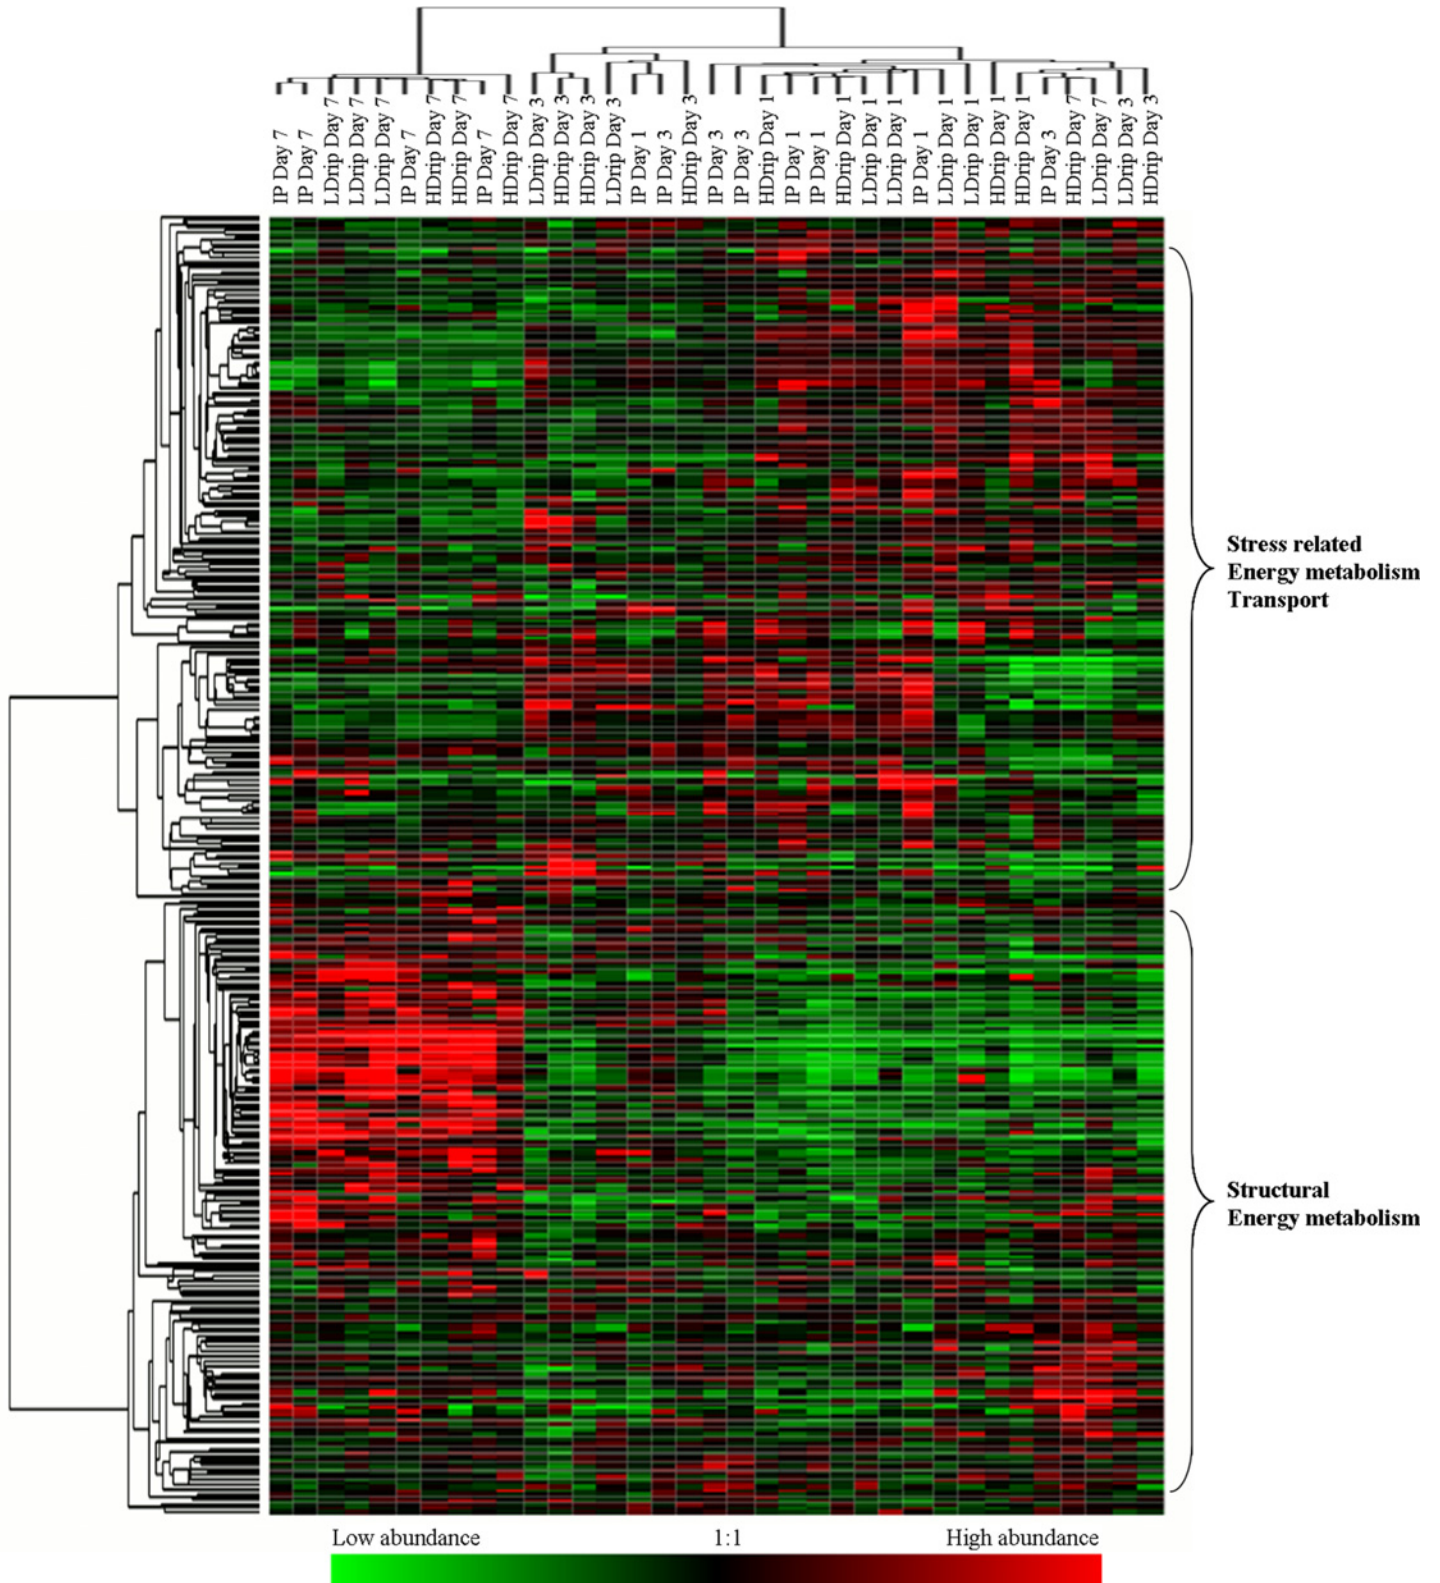 IP Day 7
IP Day 7
LDrip Day 7
LDrip Day 7
LDrip Day 7
IP Day 7
HDrip Day 7
HDrip Day 7
IP Day 7
HDrip Day 7
LDrip Day 3
HDrip Day 3
HDrip Day 3
LDrip Day 3
IP Day 1
IP Day 3
HDrip Day 3
IP Day 3
IP Day 3
HDrip Day 1
IP Day 1
IP Day 1
HDrip Day 1
LDrip Day 1
LDrip Day 1
IP Day 1
LDrip Day 1
LDrip Day 1
HDrip Day 1
HDrip Day 1
IP Day 3
HDrip Day 7
LDrip Day 7
LDrip Day 3
HDrip Day 3
Stress related
Energy metabolism
Transport
Structural
Energy metabolism
Low abundance 1:1 High abundance